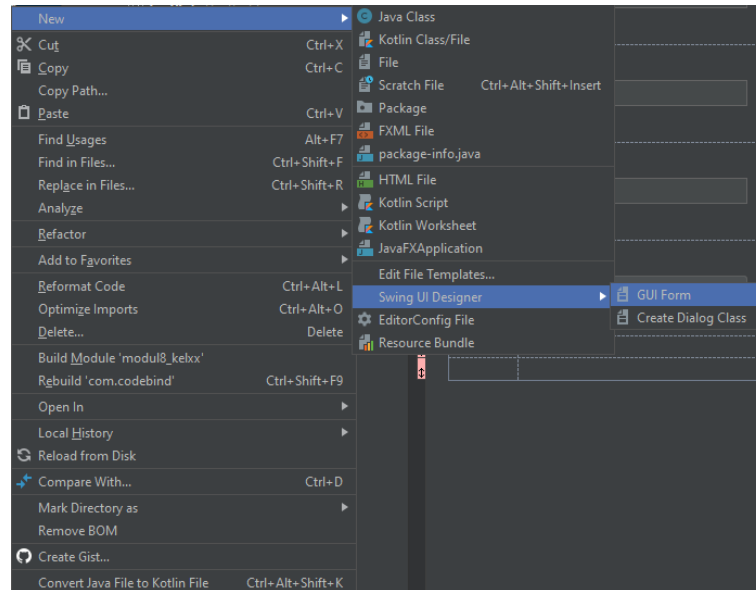 New
Cut Ctrl+X
Copy Ctrl+C
Copy Path...
Paste Ctrl+V
Find Usages Alt+F7
Find in Files... Ctrl+Shift+F
Replace in Files... Ctrl+Shift+R
Analyze
Refactor
Add to Favorites
Reformat Code Ctrl+Alt+L
Optimize Imports Ctrl+Alt+O
Delete... Delete
Build Module 'modul8_kelxx'
Rebuild 'com.codebind' Ctrl+Shift+F9
Open In
Local History
Reload from Disk
Compare With... Ctrl+D
Mark Directory as
Remove BOM
Create Gist...
Convert Java File to Kotlin File Ctrl+Alt+Shift+K
Java Class
Kotlin Class/File
File
Scratch File Ctrl+Alt+Shift+Insert
Package
FXML File
package-info.java
HTML File
Kotlin Script
Kotlin Worksheet
JavaFXApplication
Edit File Templates...
Swing UI Designer
EditorConfig File
Resource Bundle
GUI Form
Create Dialog Class